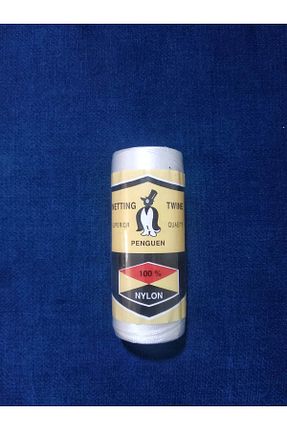 NETTING TWINE
SUPERIOR QUALITY
PENGUEN
100 %
NYLON